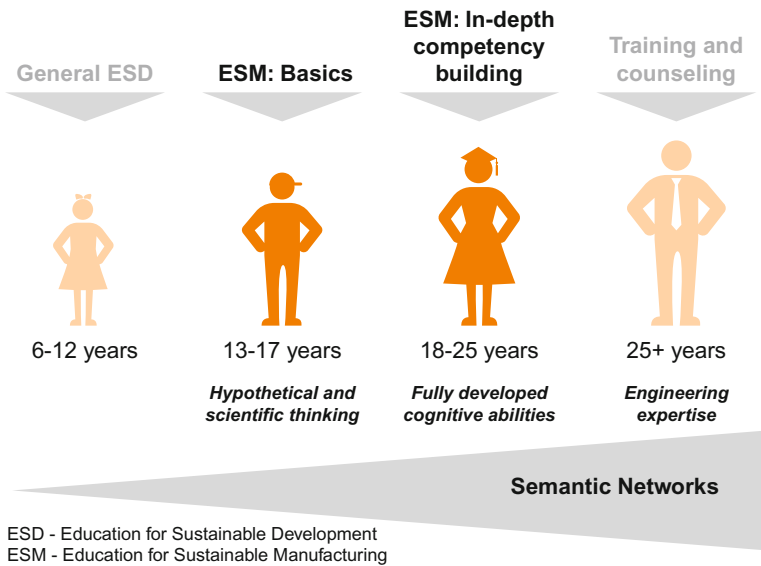 General ESD
ESM: Basics
ESM: In-depth
competency
building
Training and
counseling
6-12 years
13-17 years
18-25 years
25+ years
Hypothetical and
scientific thinking
Fully developed
cognitive abilities
Engineering
expertise
Semantic Networks
ESD - Education for Sustainable Development
ESM - Education for Sustainable Manufacturing